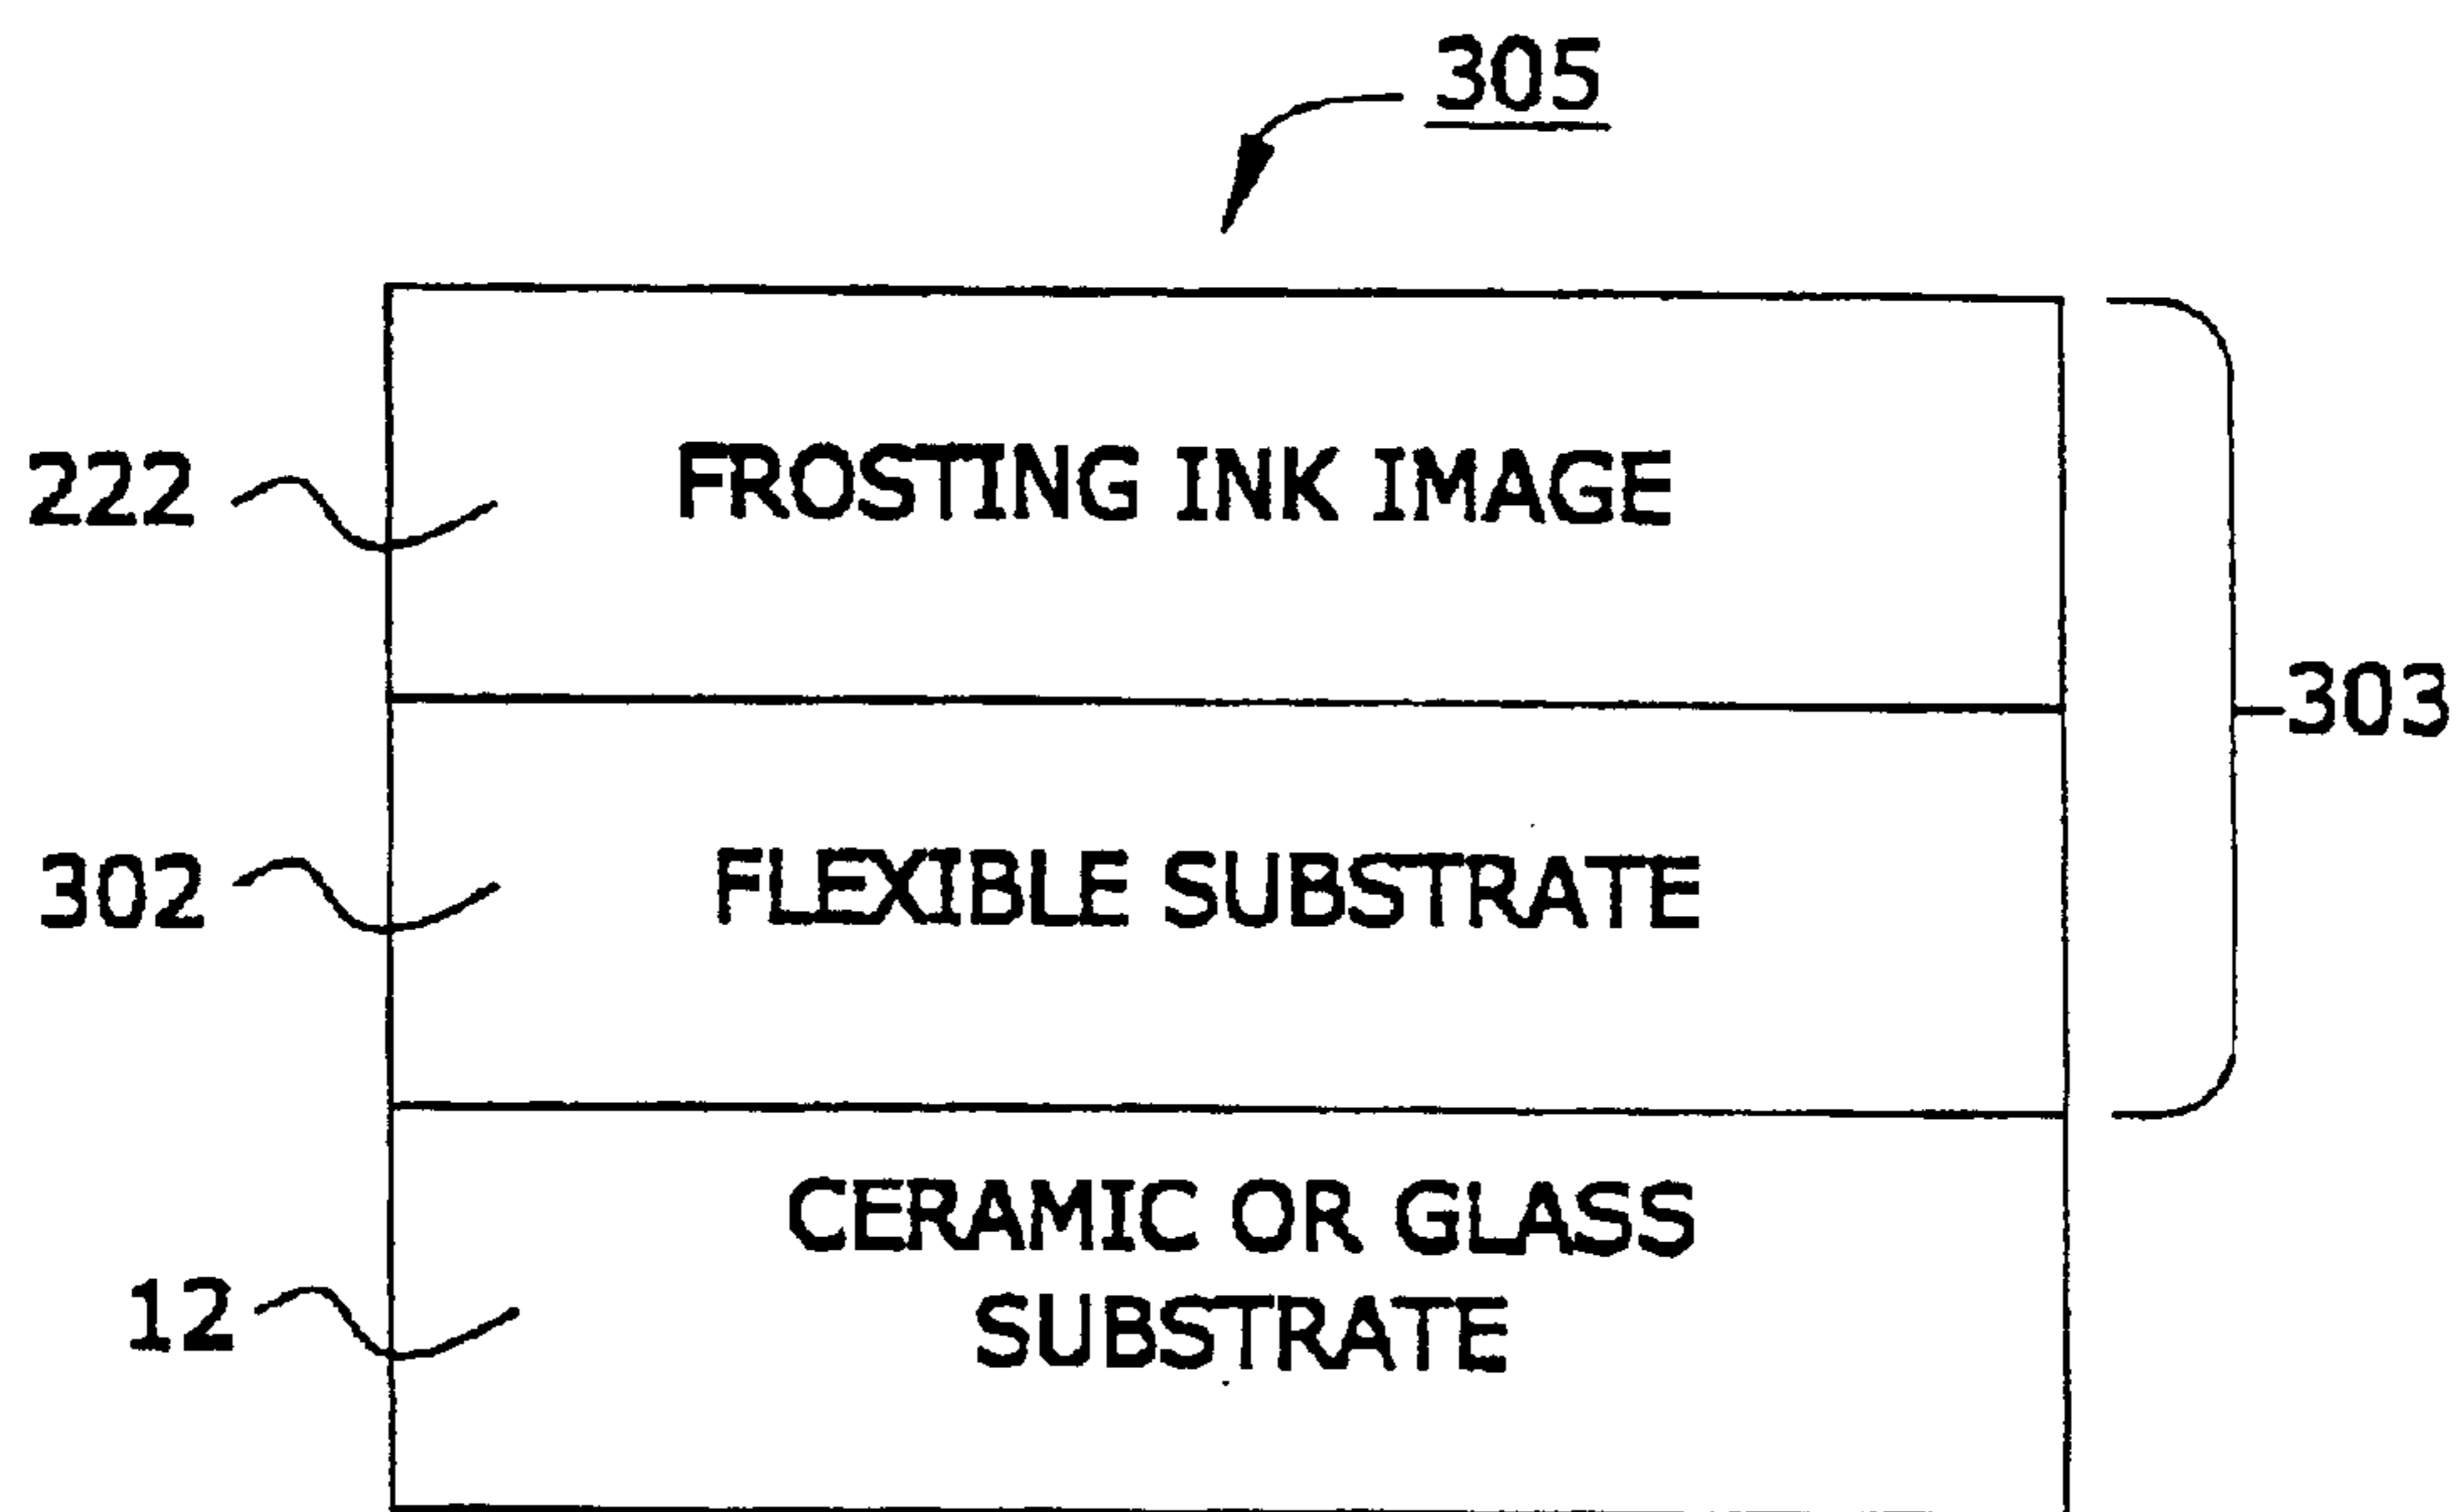 305
222
FROSTING INK IMAGE
303
302
FLEXIBLE SUBSTRATE
CERAMIC OR GLASS
12
SUBSTRATE